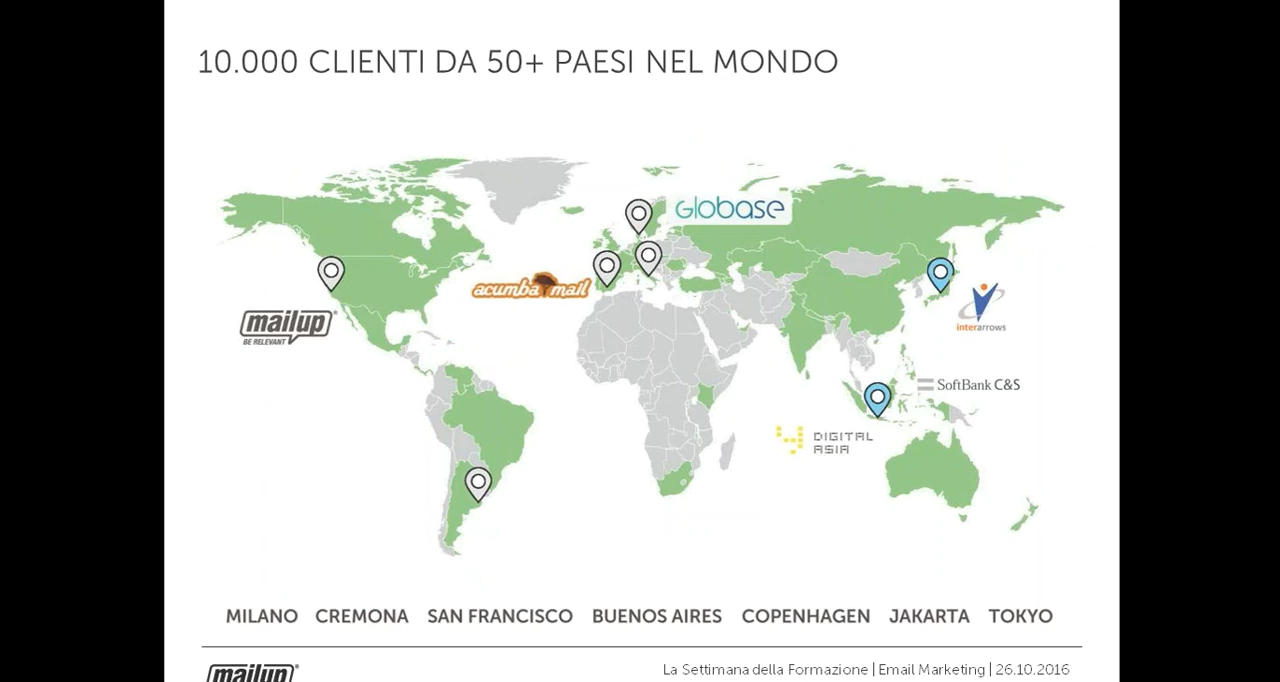 10.000 CLIENTI DA 50+ PAESI NEL MONDO
GLOBASE
acumba mail
mailup®
BE RELEVANT
interarrows
SoftBank C&S
DIGITAL
ASIA
MILANO CREMONA SAN FRANCISCO BUENOS AIRES COPENHAGEN JAKARTA TOKYO
mailup®
La Settimana della Formazione | Email Marketing | 26.10.2016